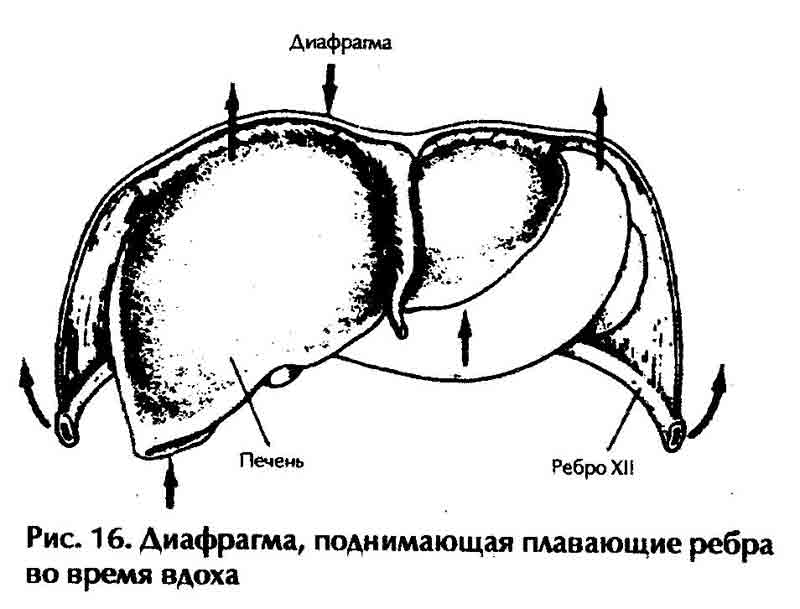 Диафрагма
Печень
Ребро XII
Рис. 16. Диафрагма, поднимающая плавающие ребра
во время вдоха